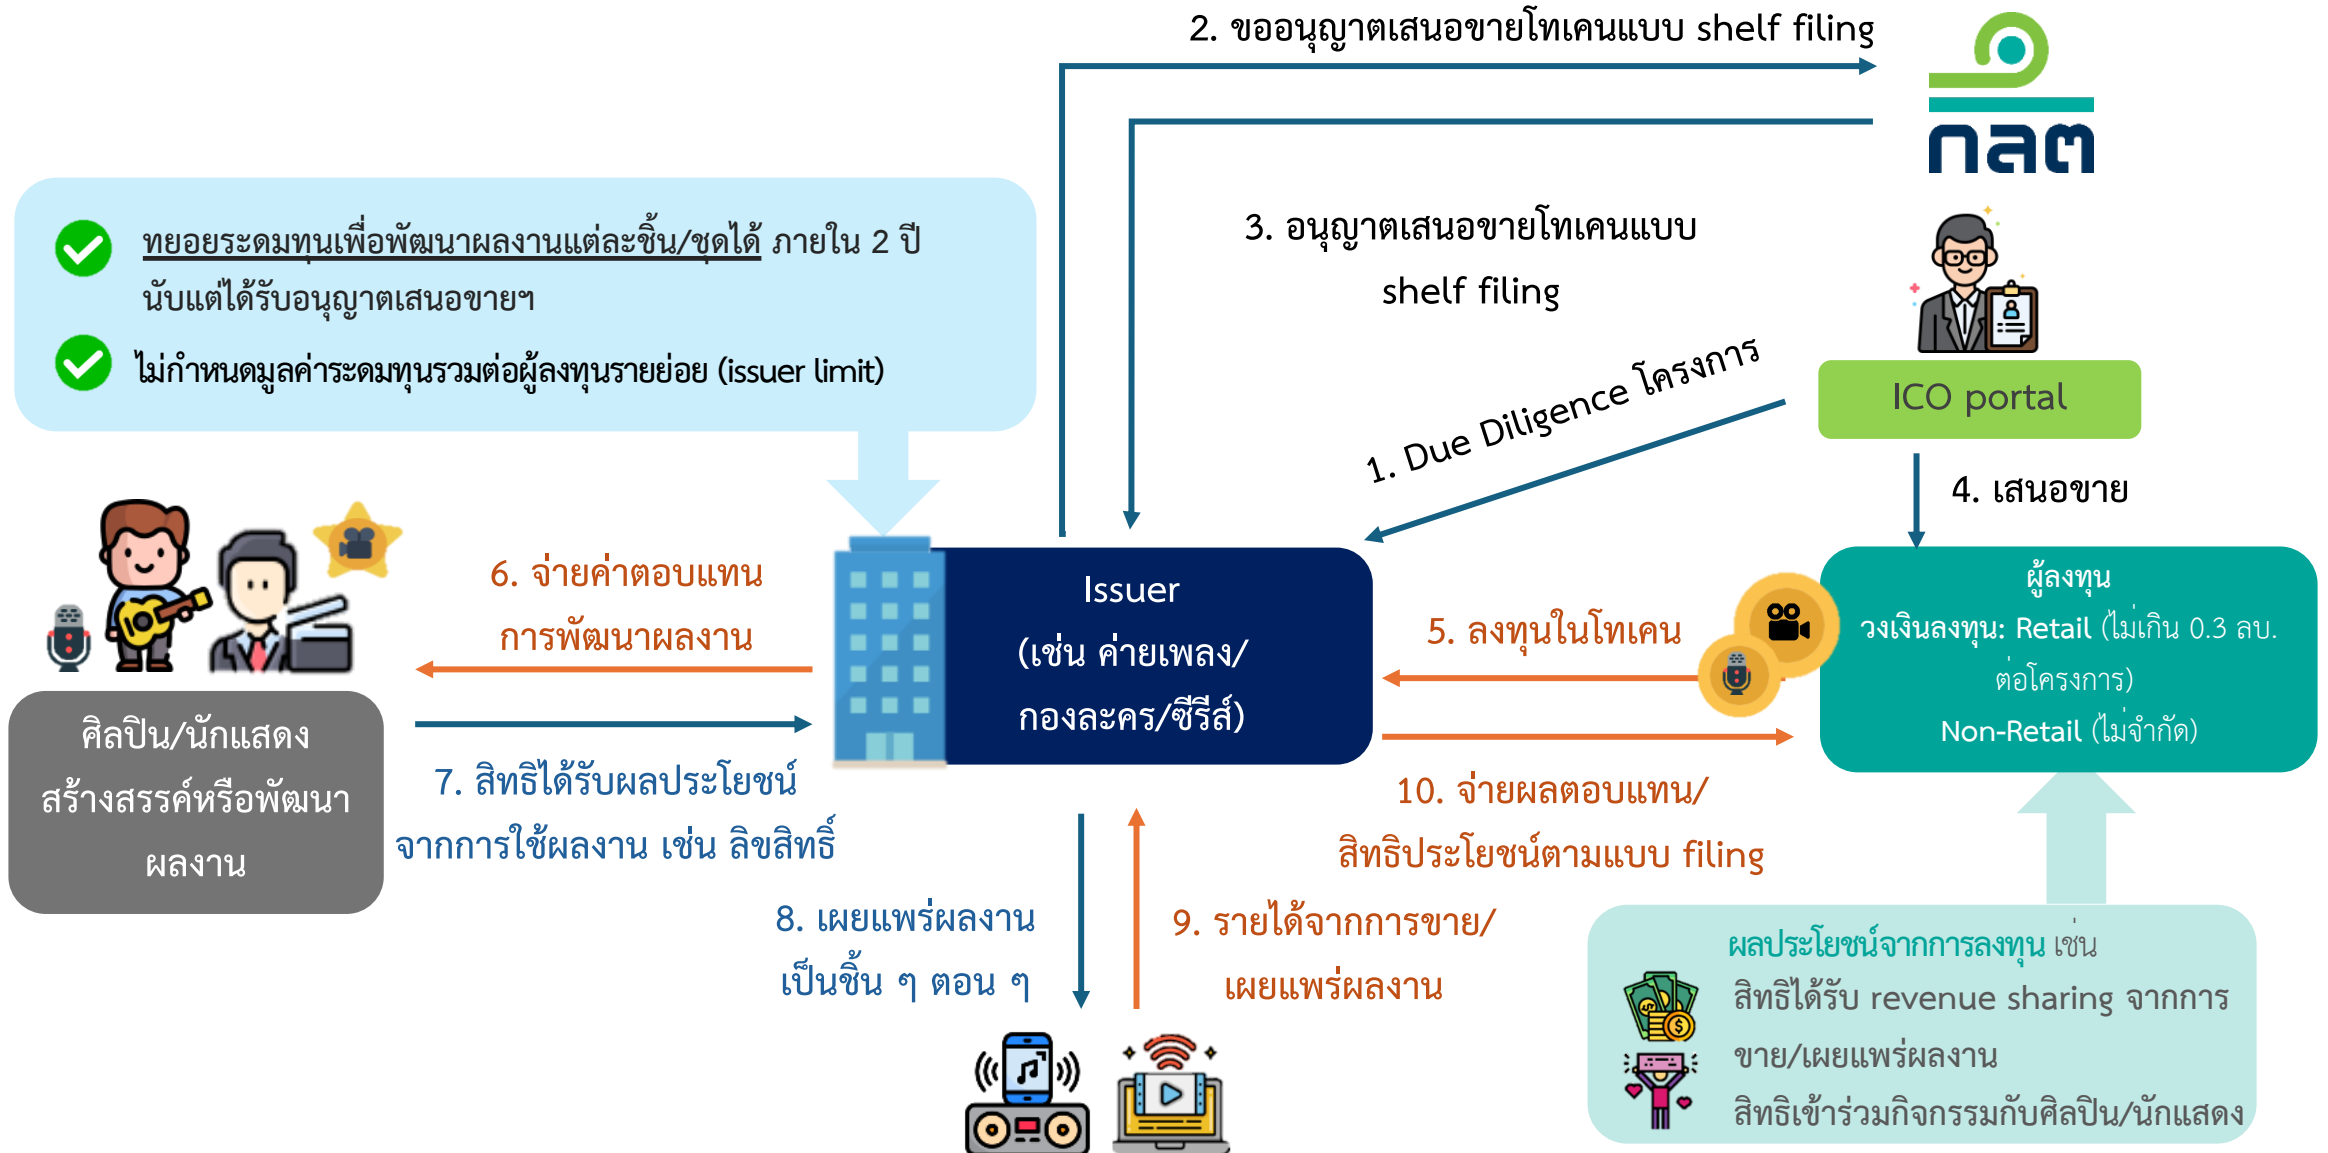 2. ขออนุญาตเสนอขายโทเคนแบบ shelf filing
กลต
ทยอยระดมทุนเพื่อพัฒนาผลงานแต่ละชิ้น/ชุดได้ ภายใน 2 ปี
นับแต่ได้รับอนุญาตเสนอขายฯ
ไม่กำหนดมูลค่าระดมทุนรวมต่อผู้ลงทุนรายย่อย (issuer limit)
3. อนุญาตเสนอขายโทเคนแบบ
shelf filing
1. Due Diligence โครงการ
ICO portal
4. เสนอขาย
6. จ่ายค่าตอบแทน
การพัฒนาผลงาน
Issuer
(เช่น ค่ายเพลง/
กองละคร/ซีรีส์)
5. ลงทุนในโทเคน
ผู้ลงทุน
วงเงินลงทุน: Retail (ไม่เกิน 0.3 ลบ.
ต่อโครงการ)
Non-Retail (ไม่จำกัด)
ศิลปิน/นักแสดง
สร้างสรรค์หรือพัฒนา
ผลงาน
7. สิทธิได้รับผลประโยชน์
จากการใช้ผลงาน เช่น ลิขสิทธิ์
10. จ่ายผลตอบแทน/
สิทธิประโยชน์ตามแบบ filing
8. เผยแพร่ผลงาน
เป็นชิ้น ๆ ตอน ๆ
9. รายได้จากการขาย/
เผยแพร่ผลงาน
ผลประโยชน์จากการลงทุน เช่น
สิทธิได้รับ revenue sharing จากการ
ขาย/เผยแพร่ผลงาน
สิทธิเข้าร่วมกิจกรรมกับศิลปิน/นักแสดง